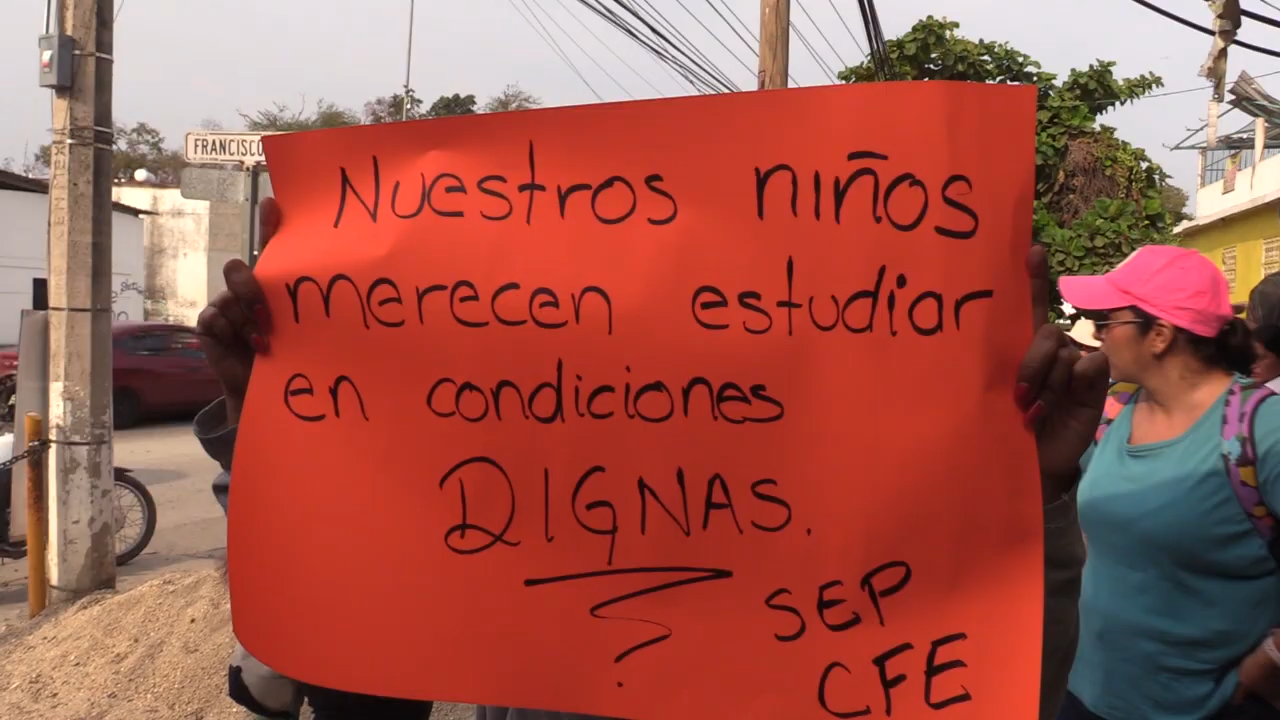 FRANCISCO
Nuestros niños
merecen estudiar
en condiciones
DIGNAS.
SEP
CFE